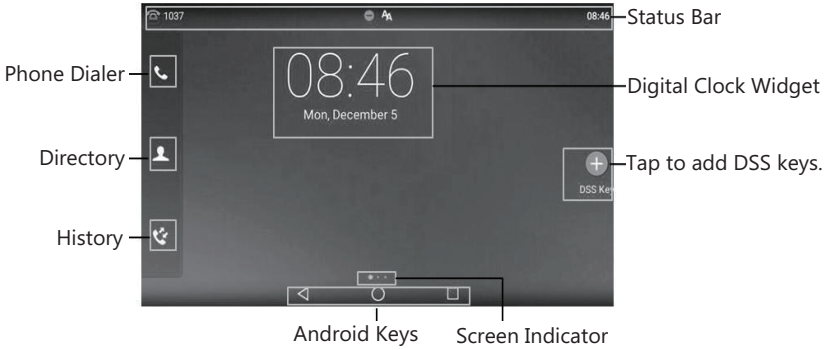 1037
AA
08:46
Status Bar
08:46
Mon, December 5
Phone Dialer
Digital Clock Widget
Directory
Tap to add DSS keys.
DSS Key
History
Android Keys
Screen Indicator